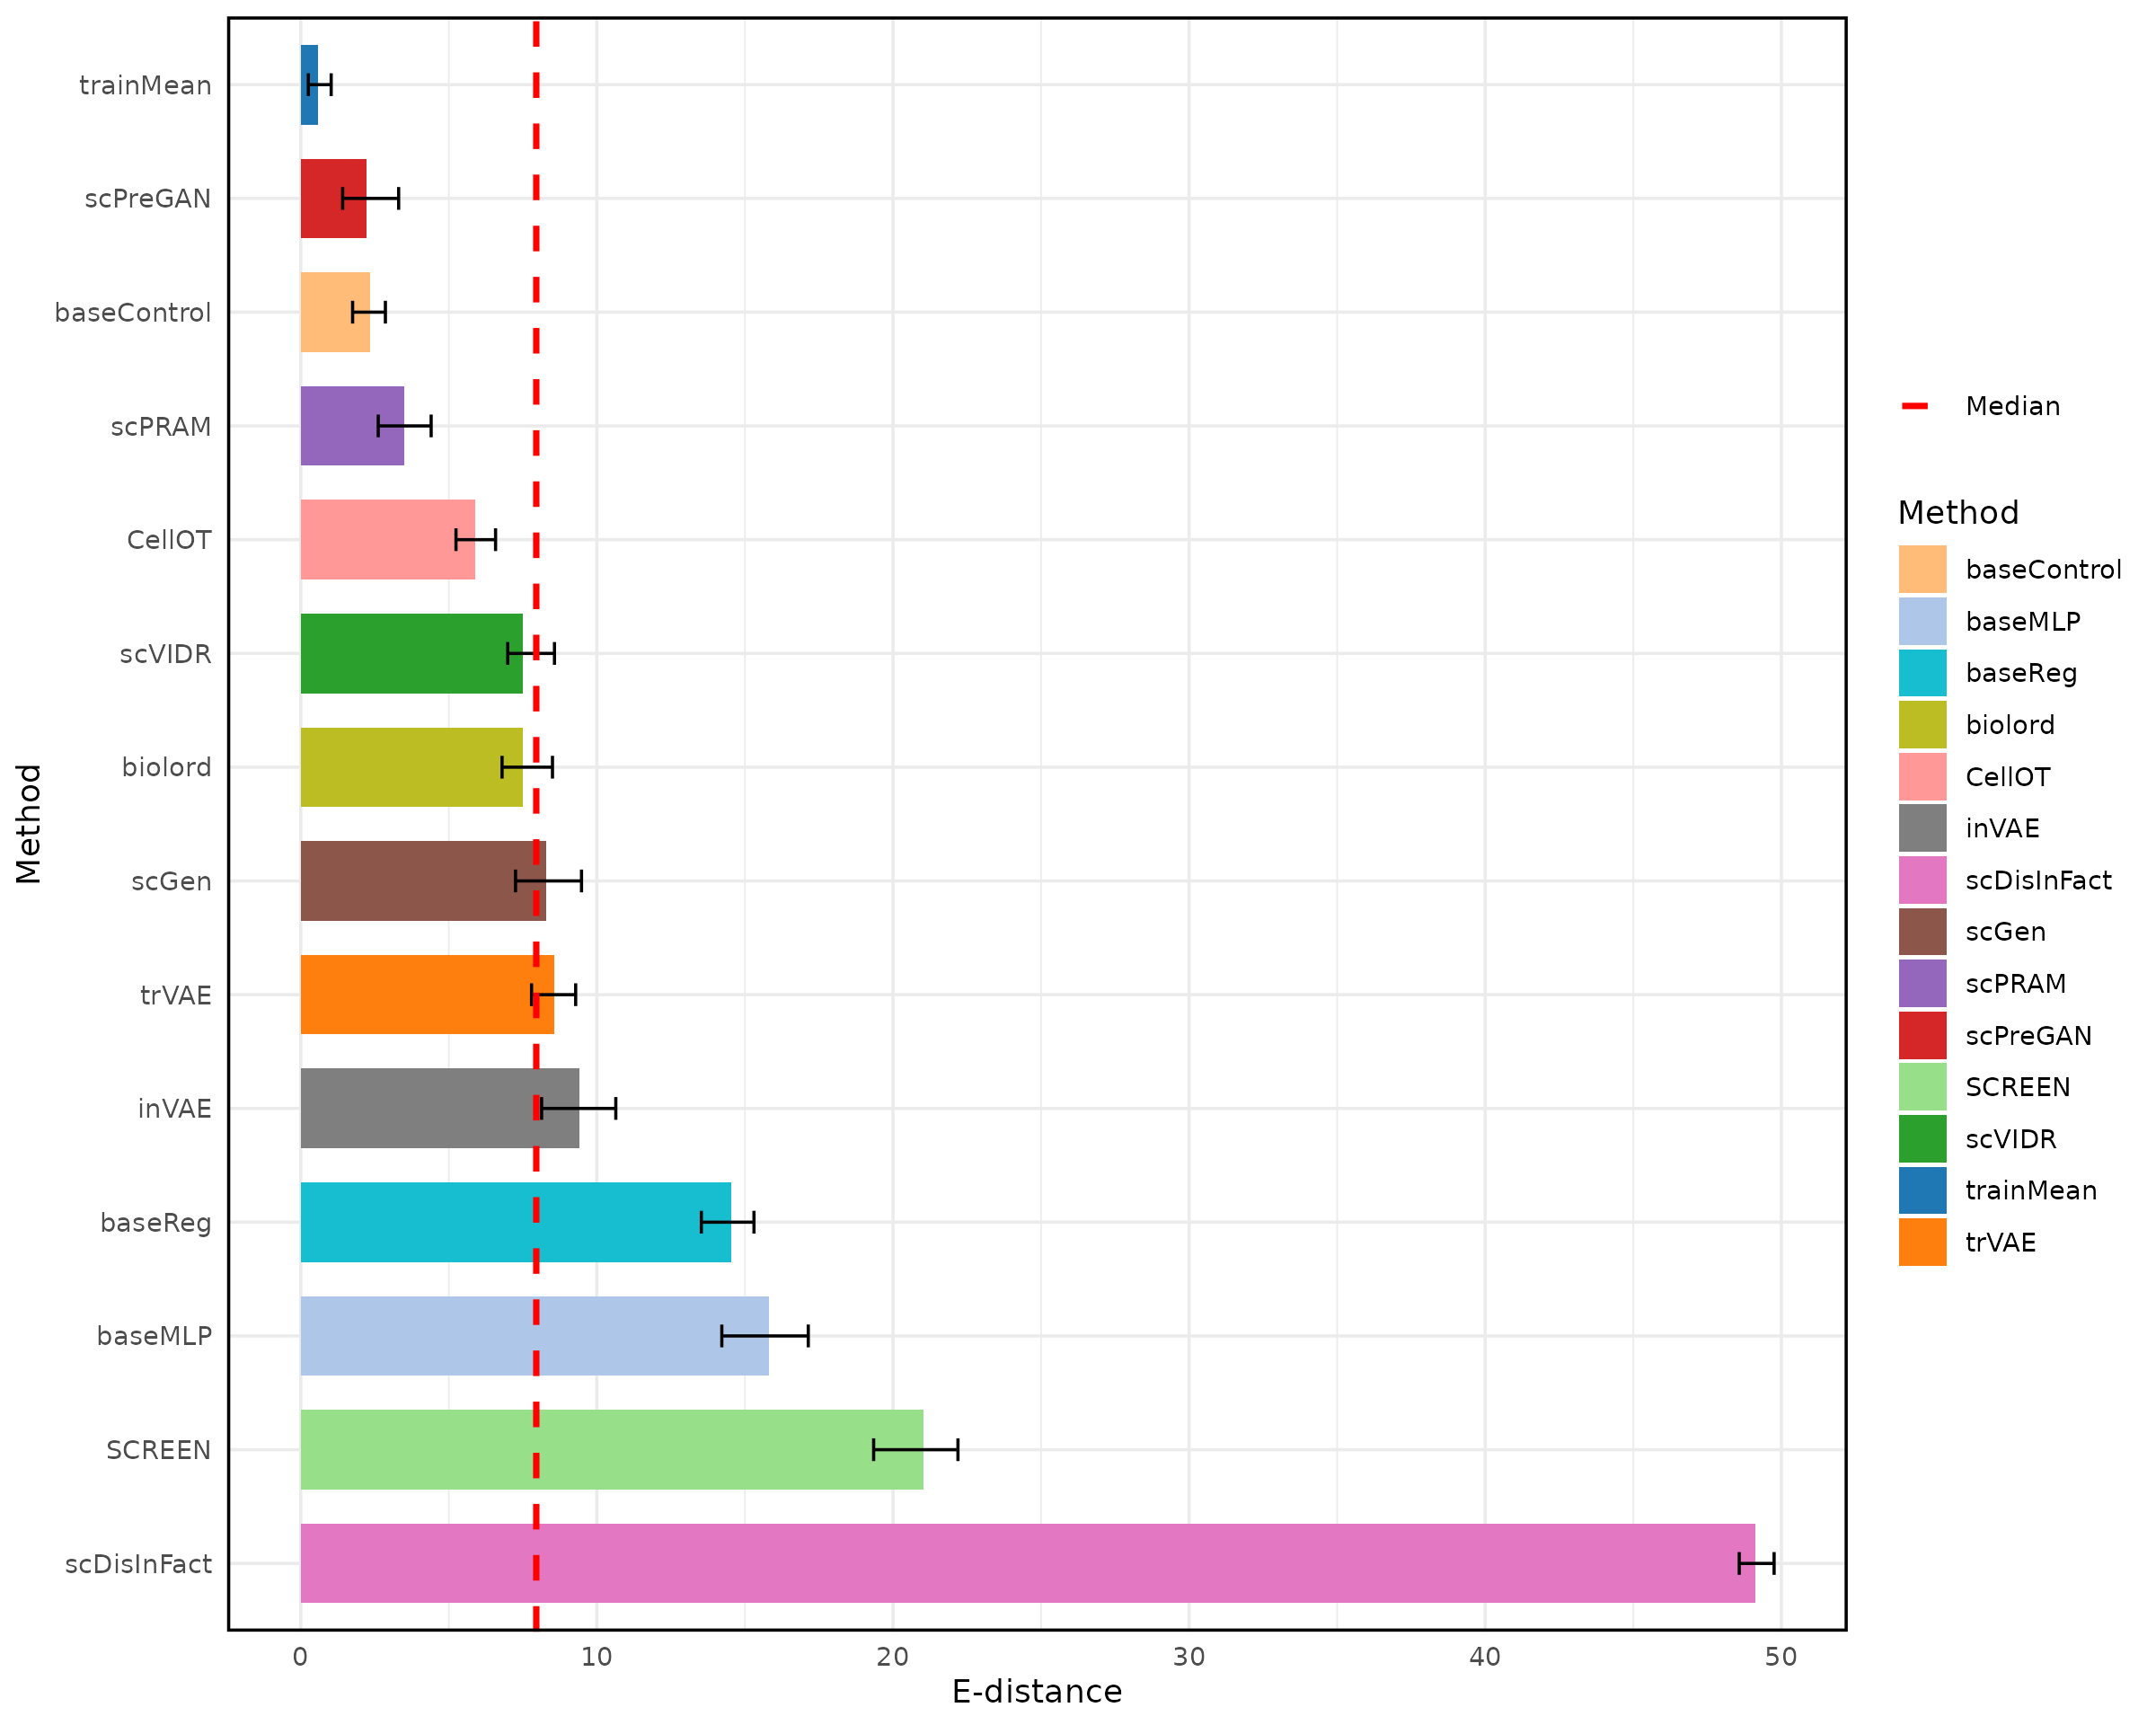 Method
trainMean
scPreGAN
baseControl
scPRAM
CellOT
scVIDR
biolord
scGen
trVAE
inVAE
baseReg
baseMLP
SCREEN
scDisInFact
0 10 20 30 40 50
E-distance
Median
Method
baseControl
baseMLP
baseReg
biolord
CellOT
inVAE
scDisInFact
scGen
scPRAM
scPreGAN
SCREEN
scVIDR
trainMean
trVAE